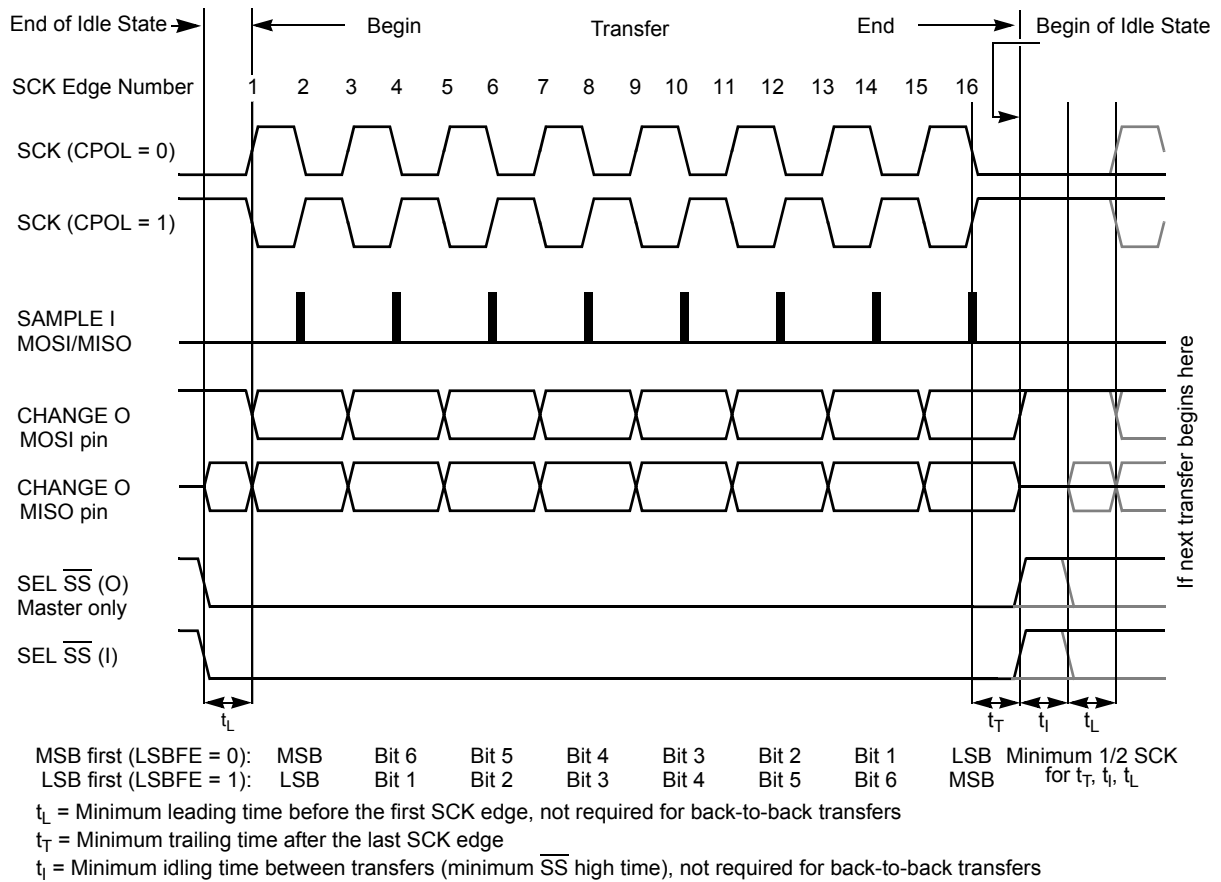 End of Idle State
Begin
Transfer
End
Begin of Idle State
SCK Edge Number
1 2 3 4 5 6 7 8 9 10 11 12 13 14 15 16
SCK (CPOL = 0)
SCK (CPOL = 1)
SAMPLE I
MOSI/MISO
CHANGE O
MOSI pin
CHANGE O
MISO pin
SEL S̅S̅ (O)
Master only
SEL S̅S̅ (I)
If next transfer begins here
tL
tT tI tL
MSB first (LSBFE = 0): MSB Bit 6 Bit 5 Bit 4 Bit 3 Bit 2 Bit 1 LSB Minimum 1/2 SCK
LSB first (LSBFE = 1): LSB Bit 1 Bit 2 Bit 3 Bit 4 Bit 5 Bit 6 MSB for tT, tI, tL
tL = Minimum leading time before the first SCK edge, not required for back-to-back transfers
tT = Minimum trailing time after the last SCK edge
tI = Minimum idling time between transfers (minimum S̅S̅ high time), not required for back-to-back transfers